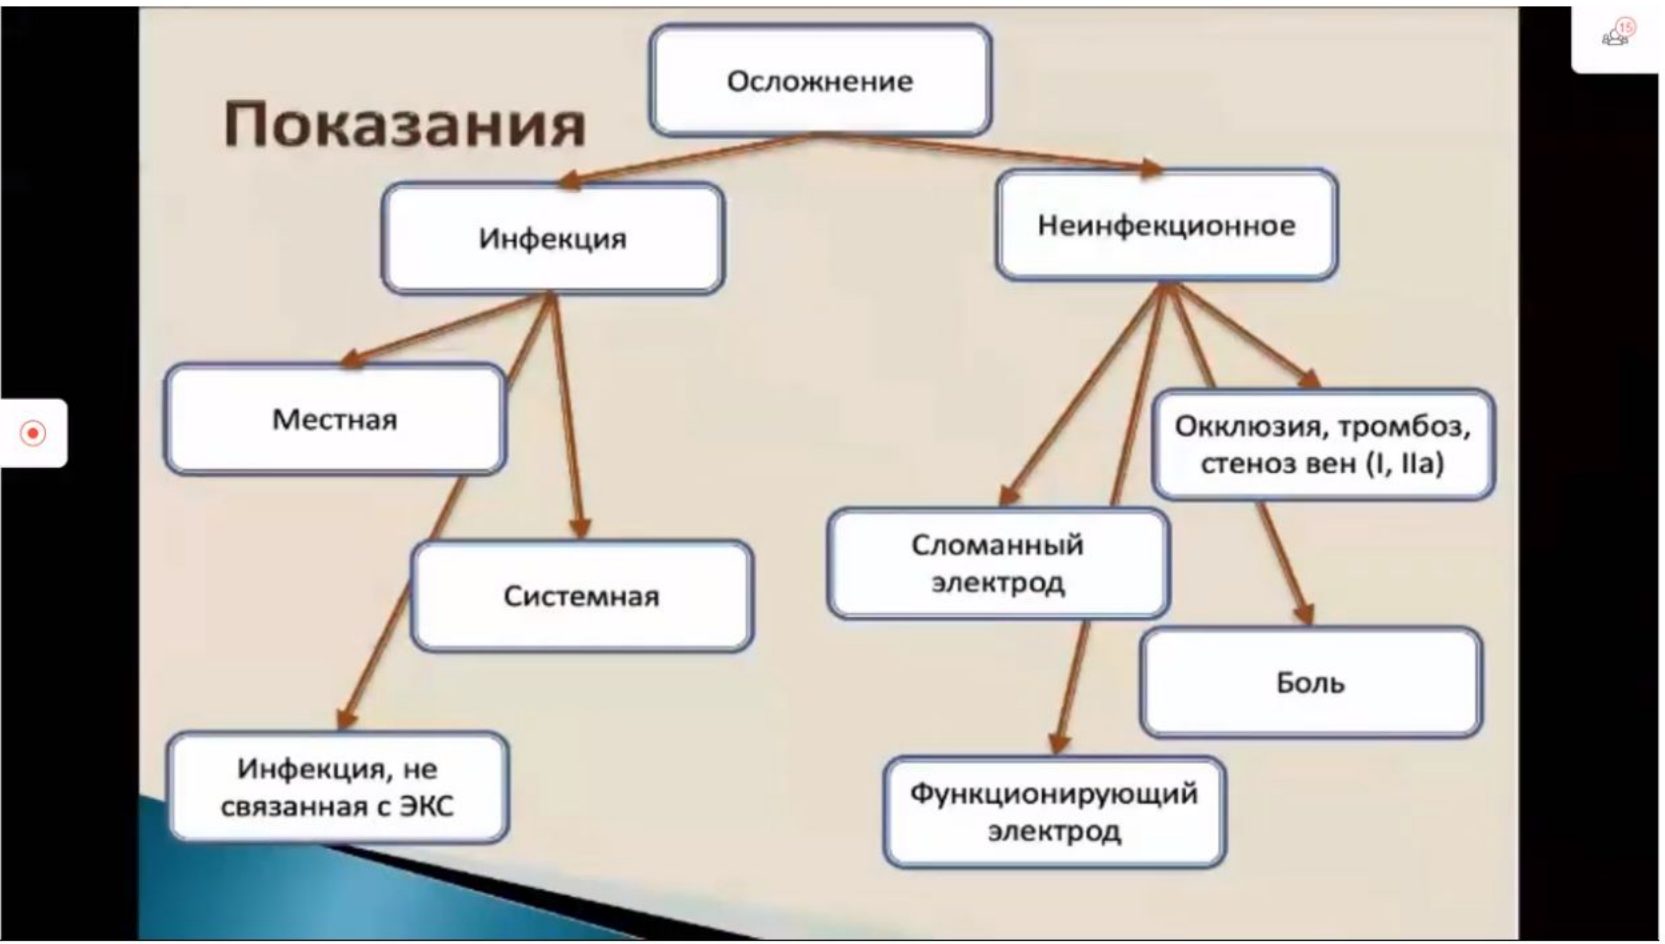 Показания
Осложнение
15
Инфекция
Неинфекционное
Местная
Системная
Инфекция, не
связанная с ЭКС
Окклюзия, тромбоз,
стеноз вен (I, IIa)
Сломанный
электрод
Боль
Функционирующий
электрод